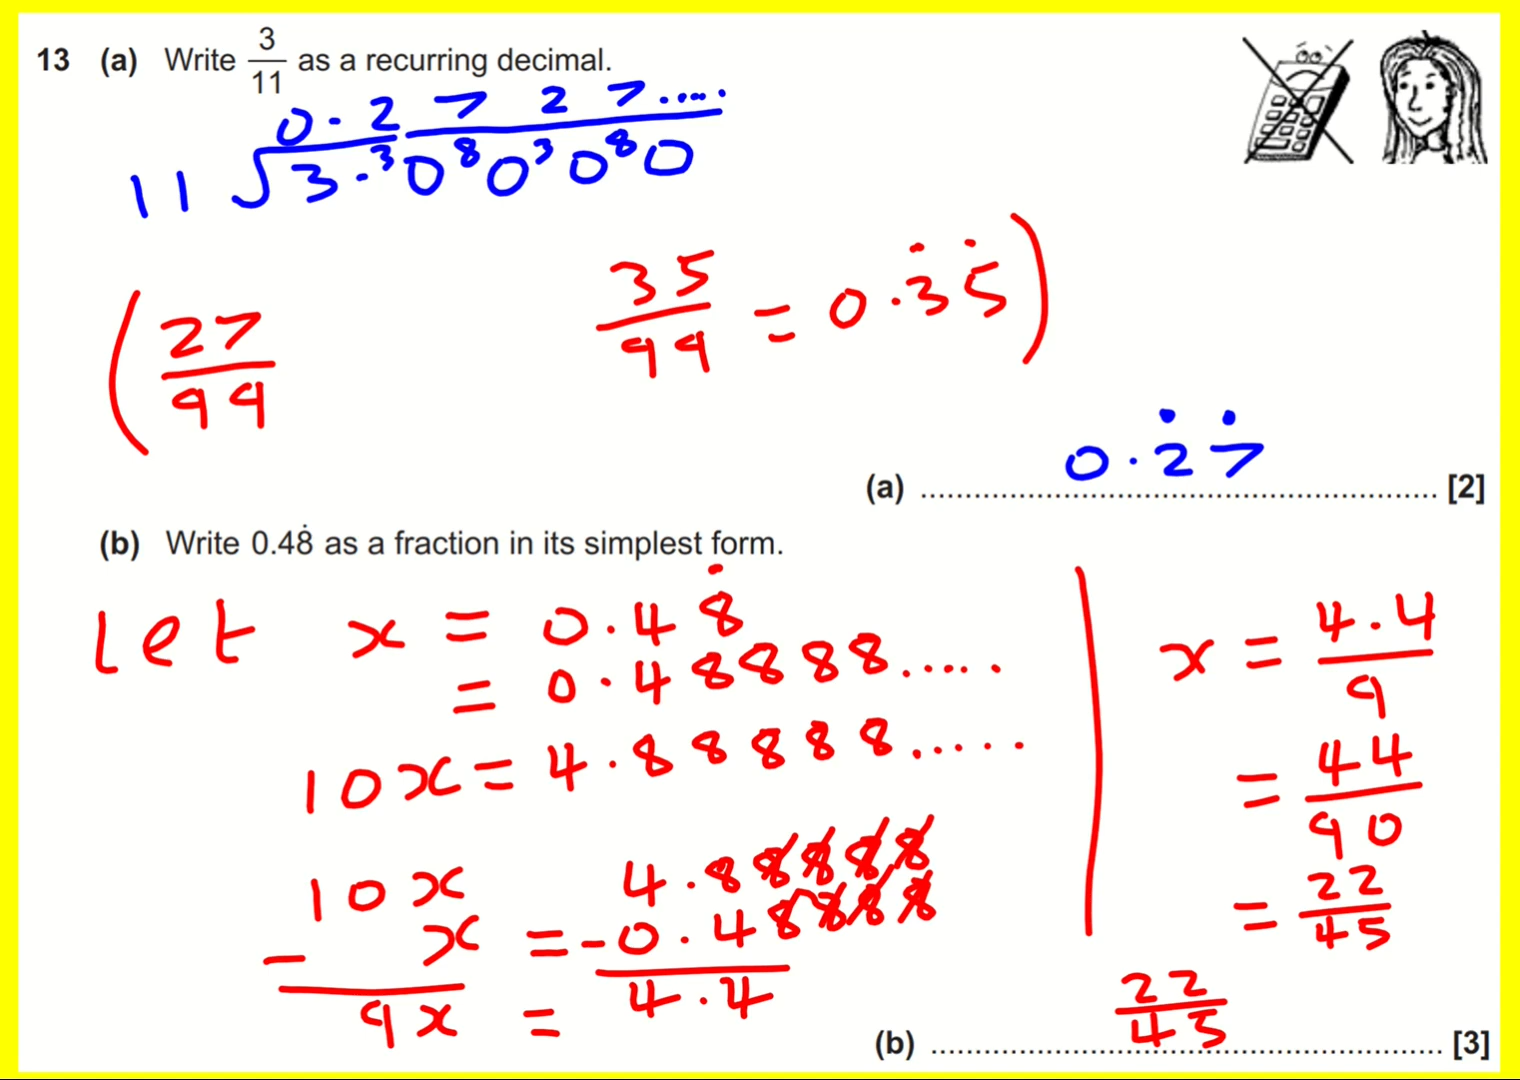 13 (a) Write 3/11 as a recurring decimal.
0.2 7 2 7.....
11 √3.³0⁸0³0⁸0
(27/99 35/99 = 0.3̇5̇)
0.2̇7̇
(a) ........................................ [2]
(b) Write 0.48̇ as a fraction in its simplest form.
Let x = 0.48̇
= 0.48888.....
10x = 4.88888.....
10x 4.88888
- x = -0.48888
9x = 4.4
x = 4.4/9
= 44/90
= 22/45
22/45
(b) ........................................ [3]